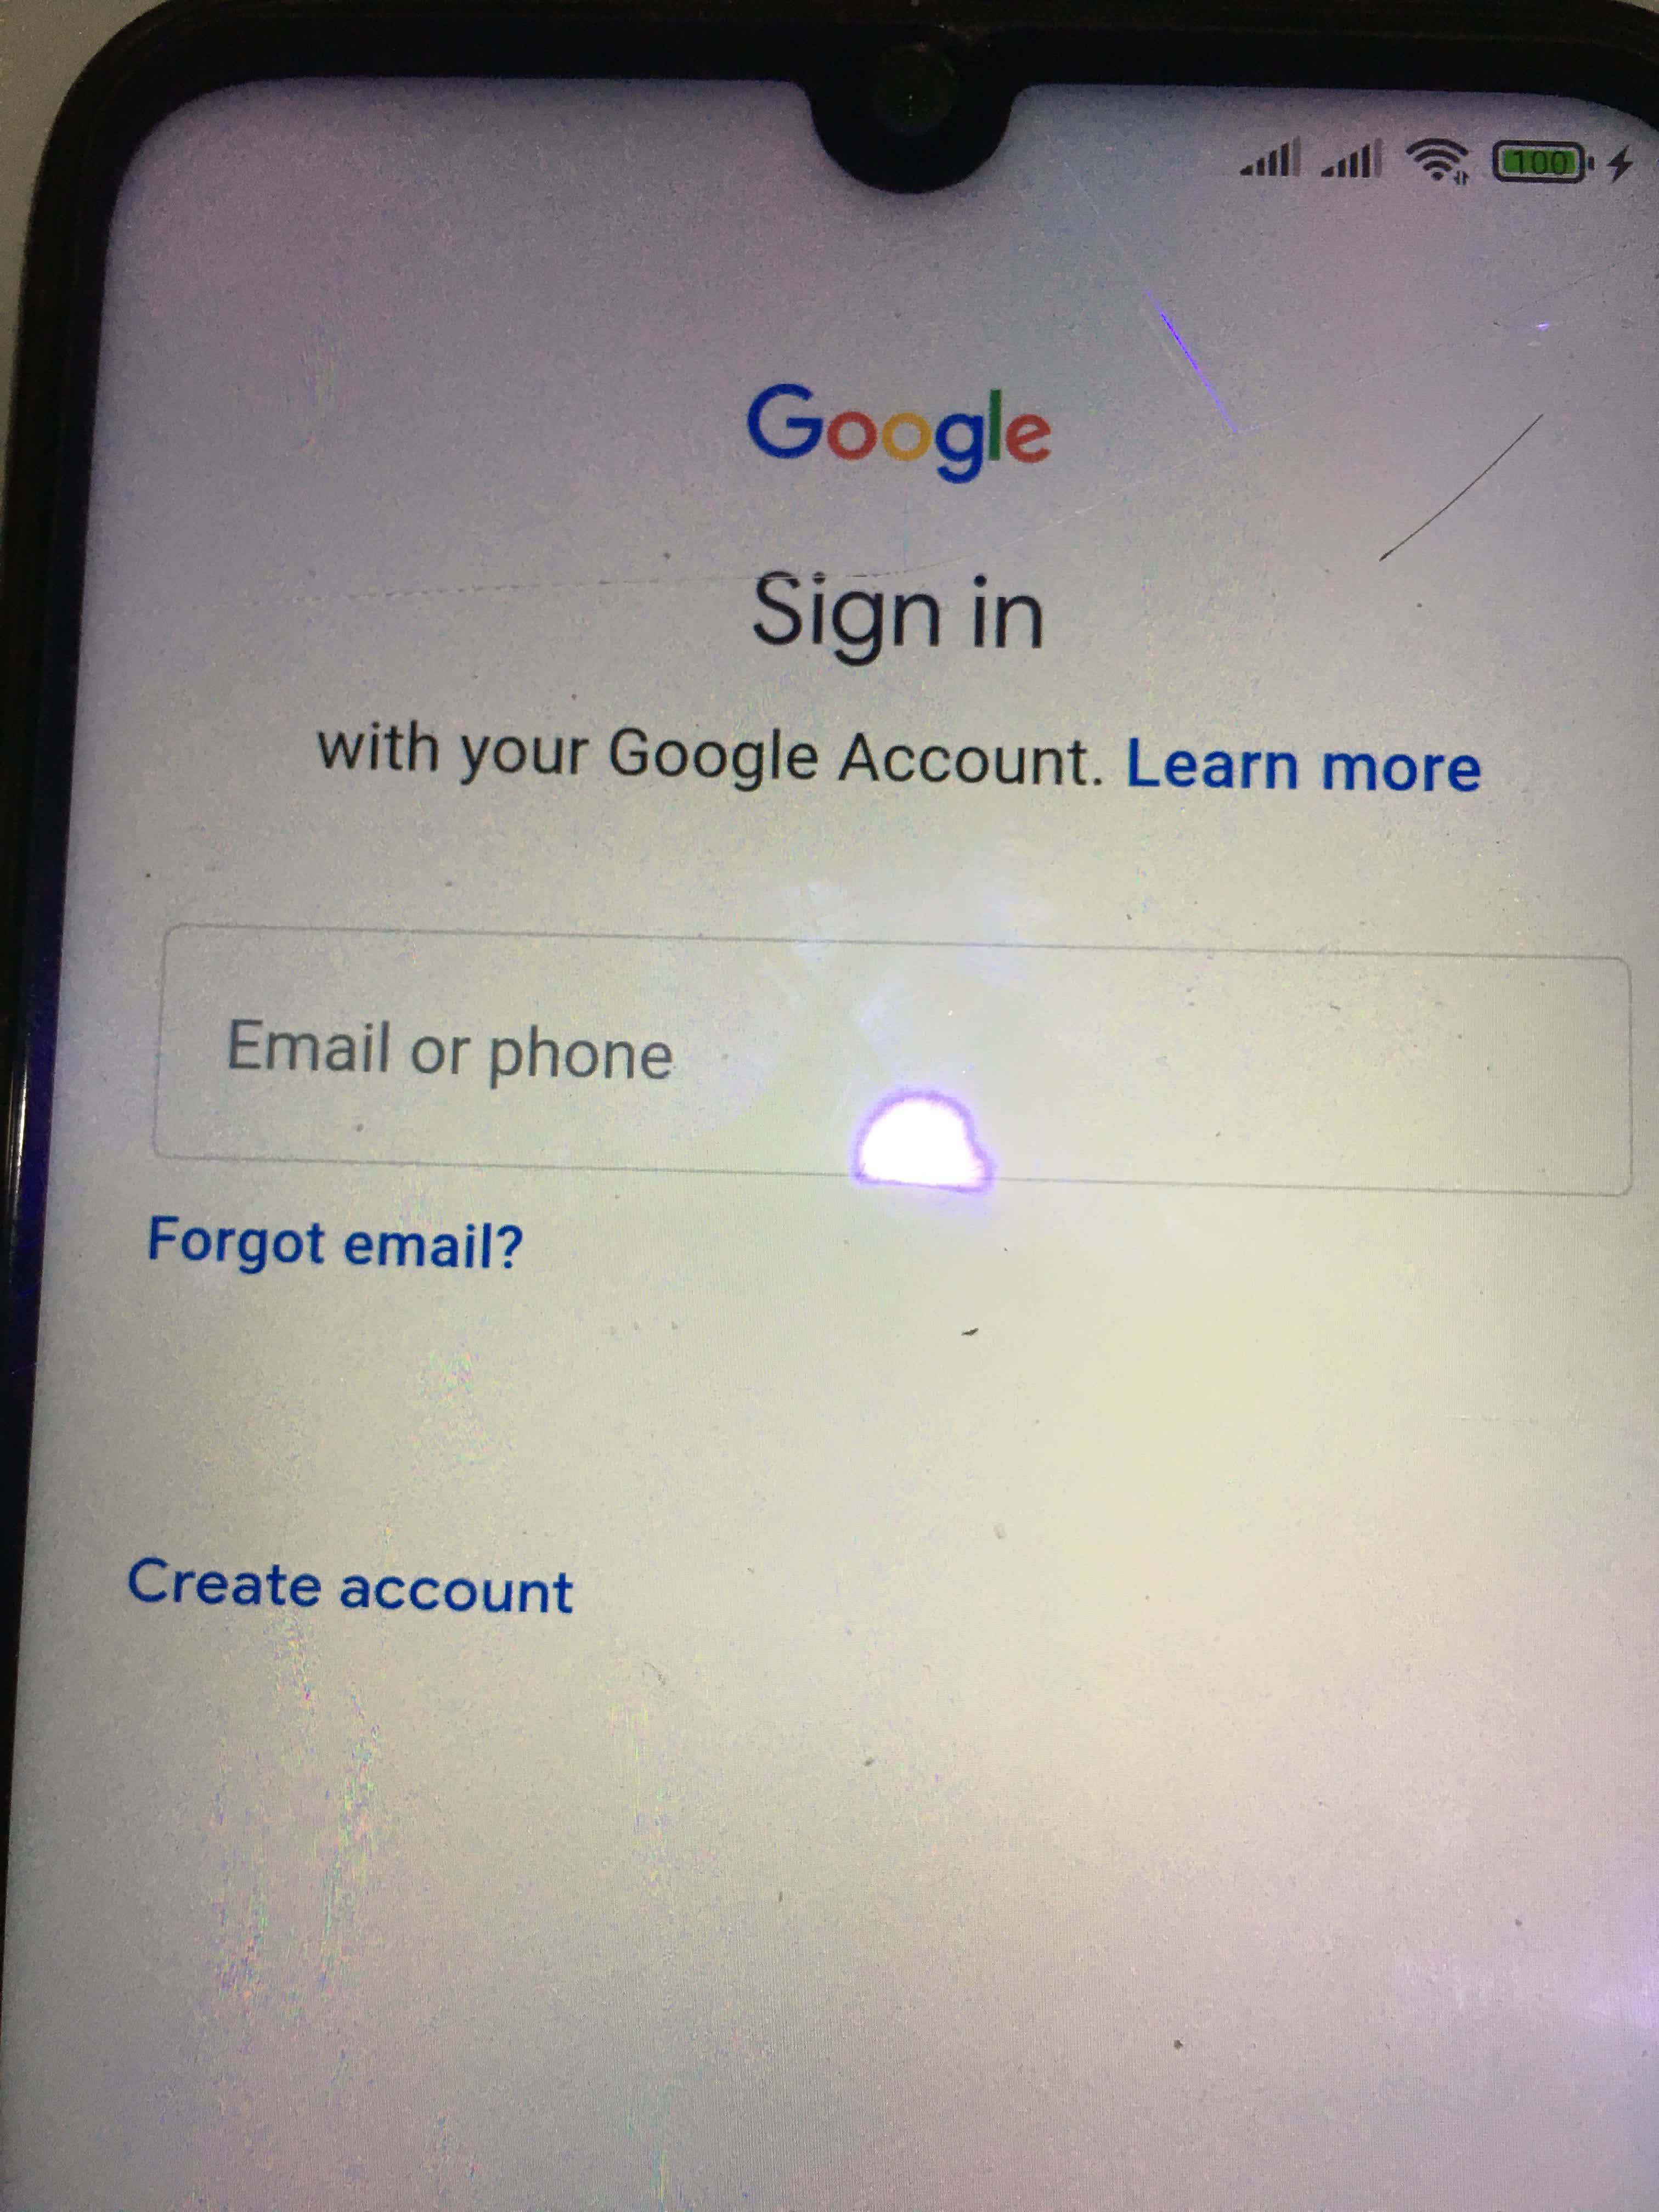 100
Google
Sign in
with your Google Account. Learn more
Email or phone
Forgot email?
Create account